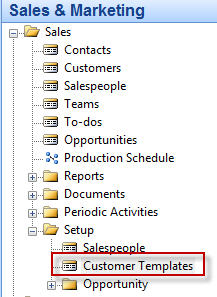 Sales & Marketing
Sales
Contacts
Customers
Salespeople
Teams
To-dos
Opportunities
Production Schedule
Reports
Documents
Periodic Activities
Setup
Salespeople
Customer Templates
Opportunity